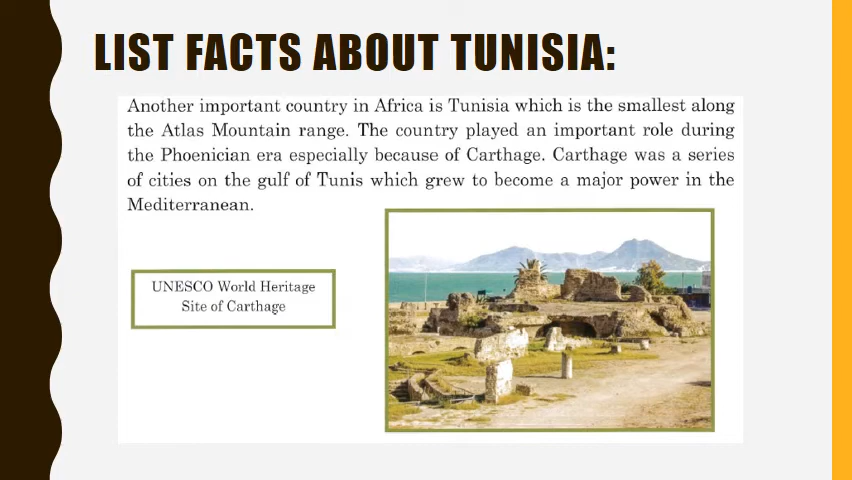 LIST FACTS ABOUT TUNISIA:
Another important country in Africa is Tunisia which is the smallest along
the Atlas Mountain range. The country played an important role during
the Phoenician era especially because of Carthage. Carthage was a series
of cities on the gulf of Tunis which grew to become a major power in the
Mediterranean.
UNESCO World Heritage
Site of Carthage